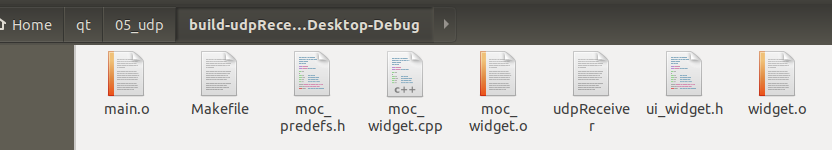 Home qt 05_udp build-udpRece...Desktop-Debug
main.o Makefile moc_ moc_ moc_ udpReceive ui_widget.h widget.o
predefs.h widget.cpp widget.o r
c++